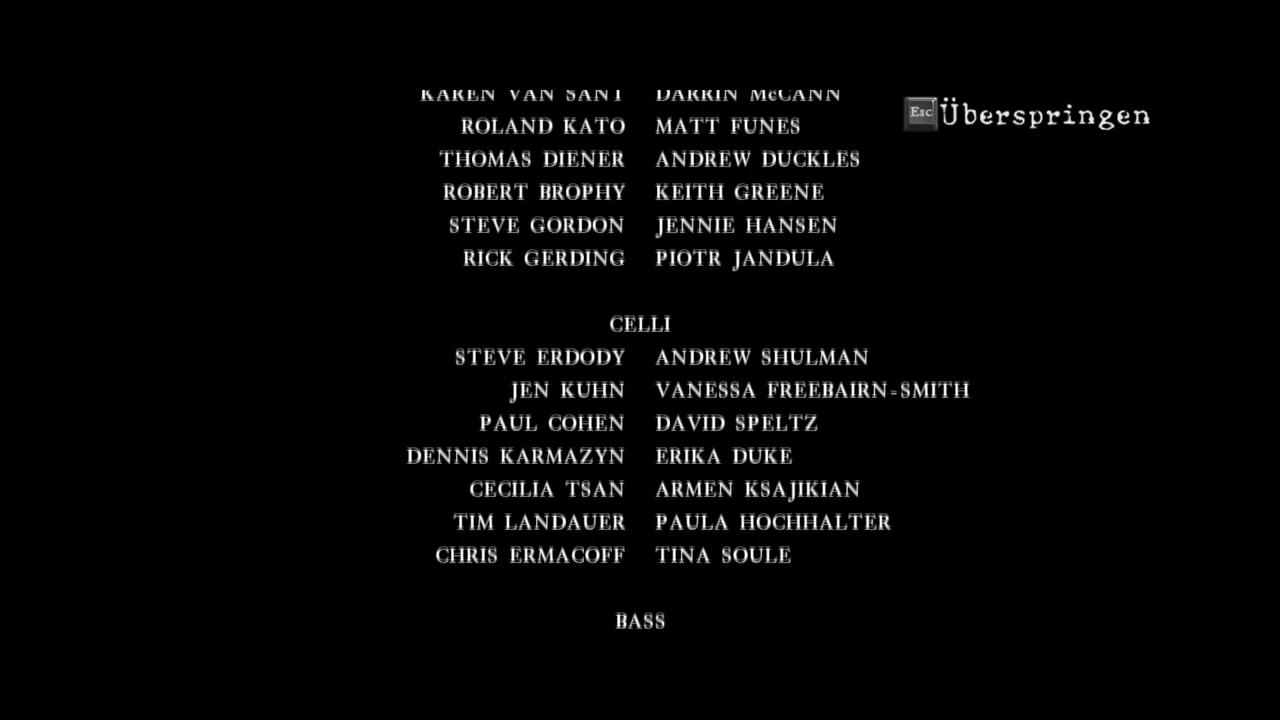 KAREN VAN SANT DARRIN McCANN
Esc Überspringen
ROLAND KATO MATT FUNES
THOMAS DIENER ANDREW DUCKLES
ROBERT BROPHY KEITH GREENE
STEVE GORDON JENNIE HANSEN
RICK GERDING PIOTR JANDULA
CELLI
STEVE ERDODY ANDREW SHULMAN
JEN KUHN VANESSA FREEBAIRN-SMITH
PAUL COHEN DAVID SPELTZ
DENNIS KARMAZYN ERIKA DUKE
CECILIA TSAN ARMEN KSAJIKIAN
TIM LANDAUER PAULA HOCHHALTER
CHRIS ERMACOFF TINA SOULE
BASS